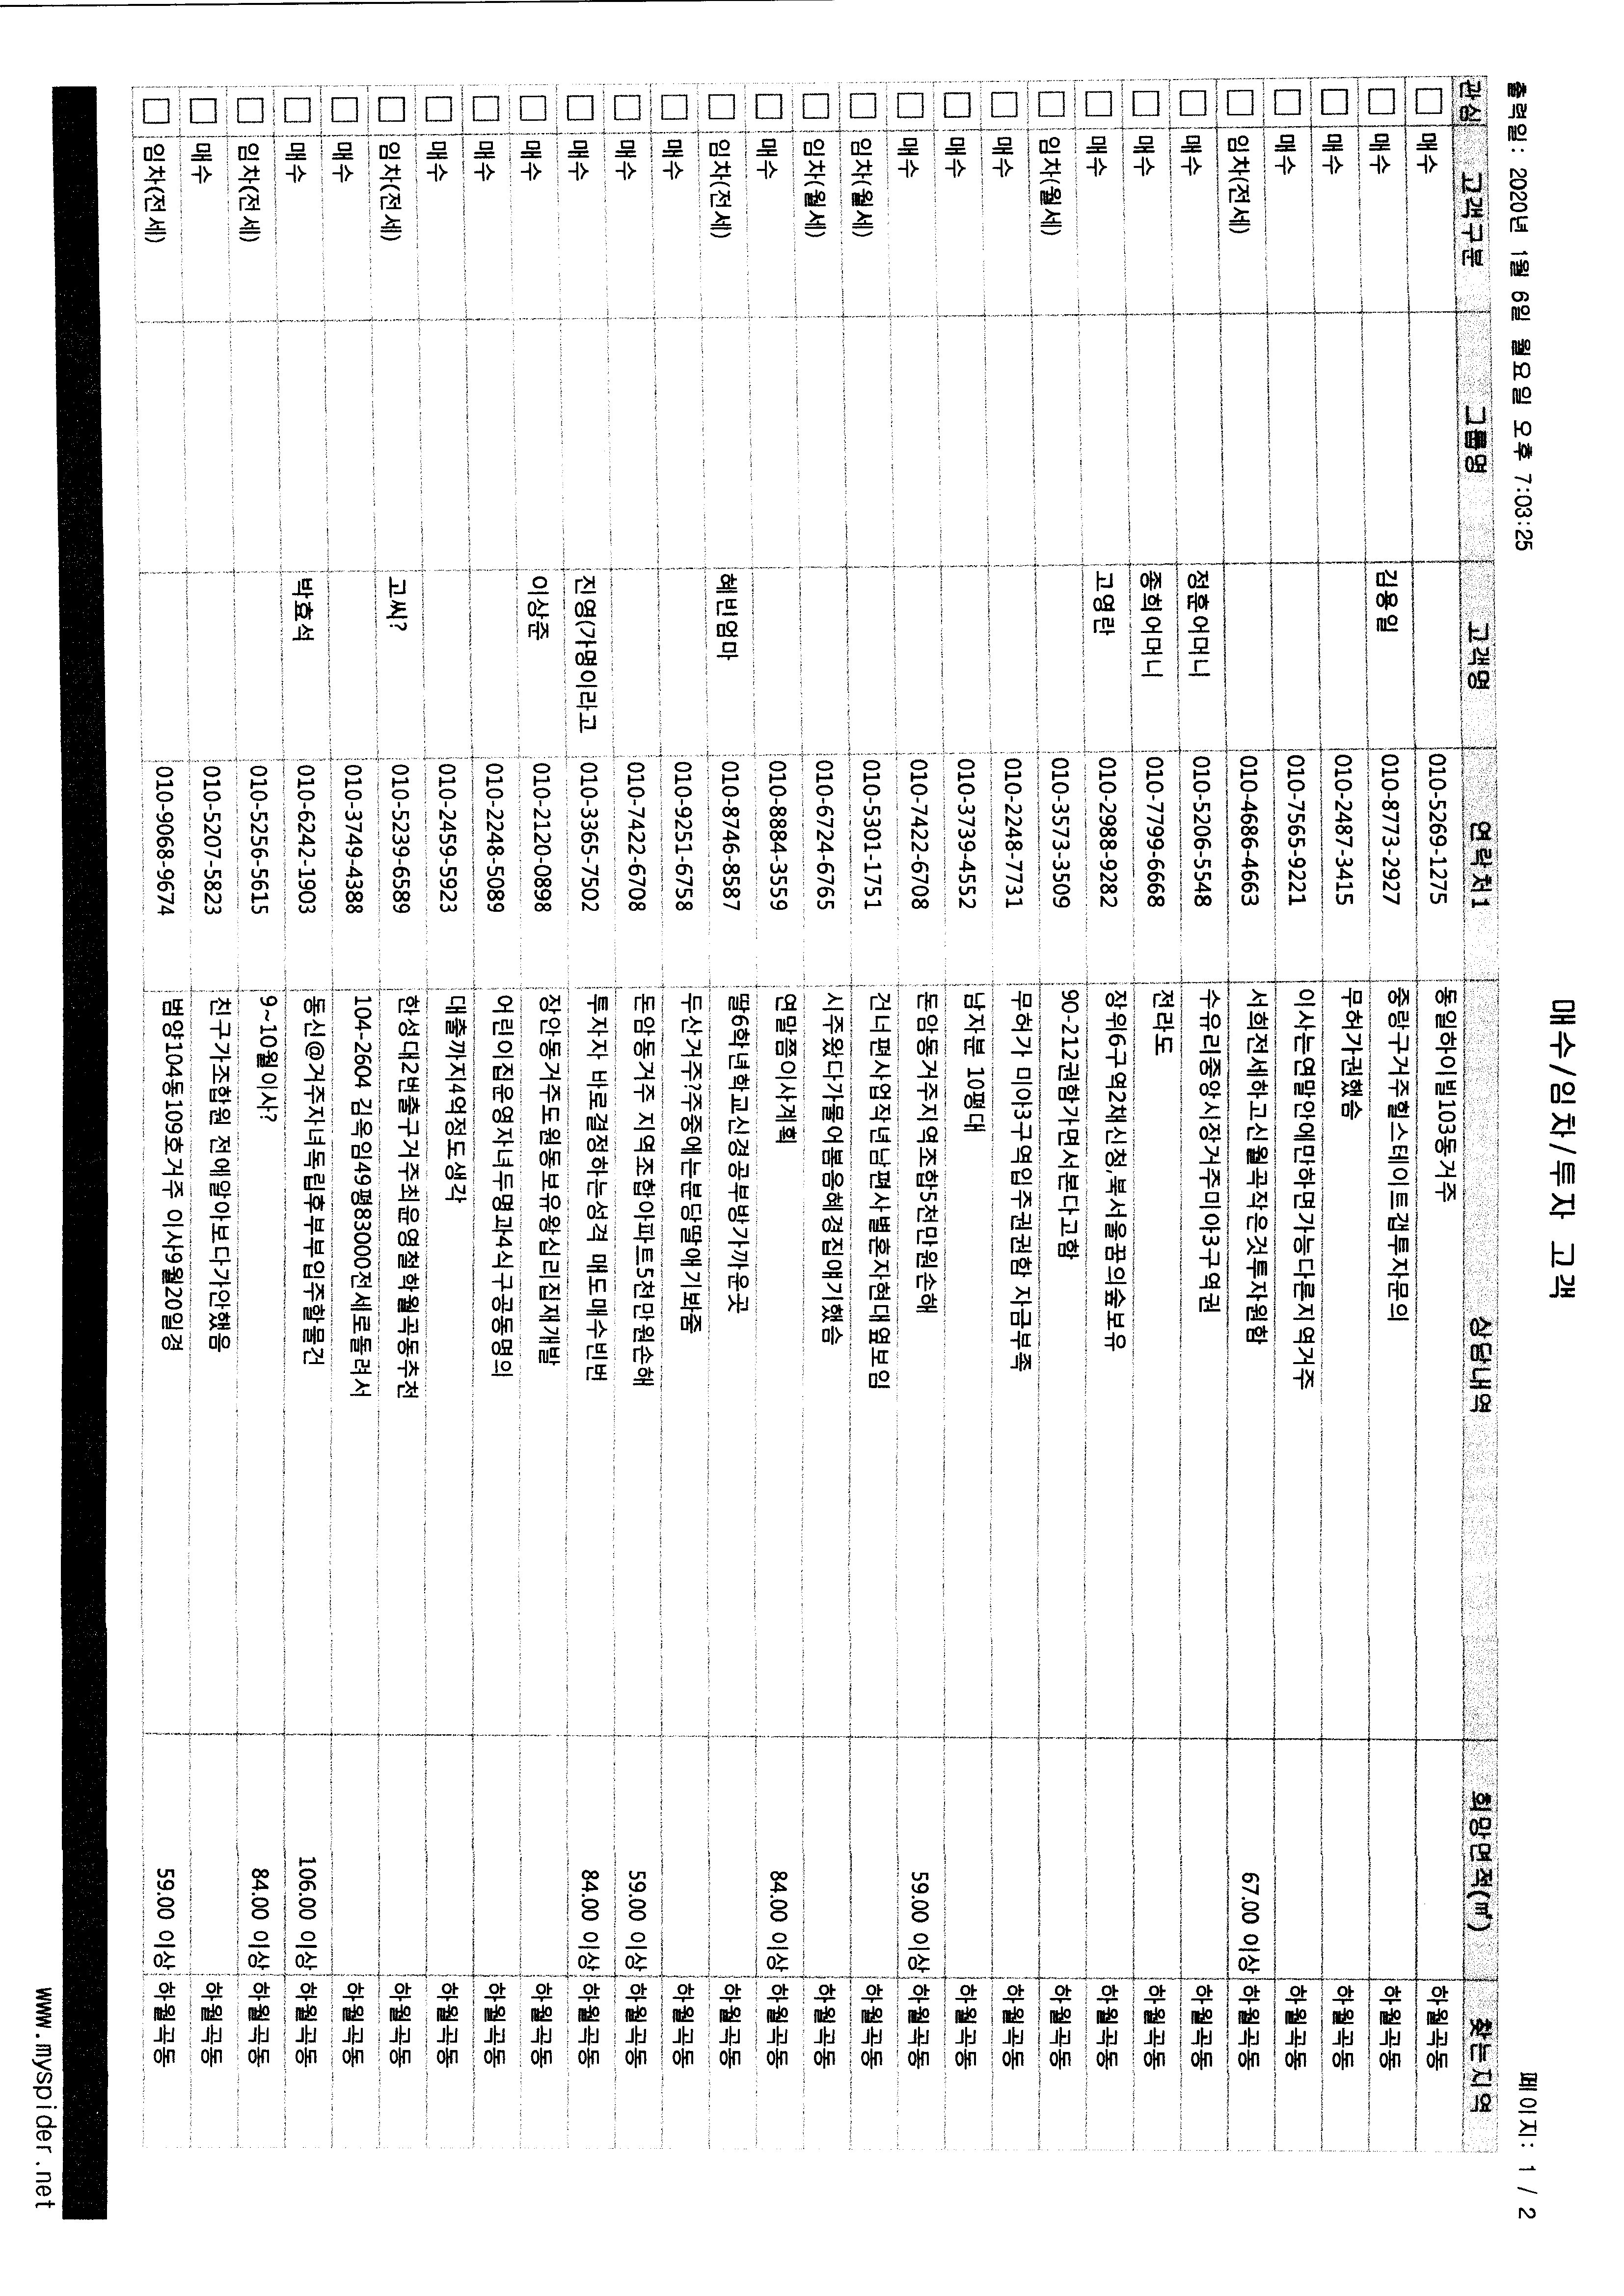 매수/임차/투자 고객
출력일: 2020년 1월 6일 월요일 오후 7:03:25
페이지: 1 / 2
관심 고객구분 그룹명 고객명 연락처1 상담내역 희망면적(㎡) 찾는지역
매수 010-5269-1275 동일하이빌103동거주 하월곡동
매수 김용일 010-8773-2927 중랑구거주힐스테이트갭투자문의 하월곡동
매수 010-2487-3415 무허가권했슴 하월곡동
매수 010-7565-9221 이사는연말안에만하면가능다른지역거주 하월곡동
임차(전세) 010-4686-4663 서희전세하고신월곡작은것투자원함 67.00 이상 하월곡동
매수 정훈어머니 010-5206-5548 수유리중앙시장거주미아3구역권 하월곡동
매수 종희어머니 010-7799-6668 전라도 하월곡동
매수 고영란 010-2988-9282 장위6구역2채신청,북서울꿈의숲보유 하월곡동
임차(월세) 010-3573-3509 90-212권함가면서본다고함 하월곡동
매수 010-2248-7731 무허가 미아3구역입주권권함 자금부족 하월곡동
매수 010-3739-4552 남자분 10평대 하월곡동
매수 010-7422-6708 돈암동거주지역조합5천만원손해 59.00 이상 하월곡동
임차(월세) 010-5301-1751 건너편사업작년남편사별혼자현대옆보임 하월곡동
임차(월세) 010-6724-6765 시주왔다가물어봄음혜경집얘기했슴 하월곡동
매수 010-8884-3559 연말쯤이사계획 84.00 이상 하월곡동
임차(전세) 혜빈엄마 010-8746-8587 딸6학년학교신경공부방가까운곳 하월곡동
매수 010-9251-6758 두산거주?주중에는분당딸애기봐줌 하월곡동
매수 010-7422-6708 돈암동거주 지역조합아파트5천만원손해 59.00 이상 하월곡동
매수 진영(가명이라고 010-3365-7502 투자자 바로결정하는성격 매도매수빈번 84.00 이상 하월곡동
매수 이상준 010-2120-0898 장안동거주도원동보유왕십리집재개발 하월곡동
매수 010-2248-5089 어린이집운영자녀두명과4식구공동명의 하월곡동
매수 010-2459-5923 대출까지4억정도생각 하월곡동
임차(전세) 고씨? 010-5239-6589 한성대2번출구거주최윤영철학월곡동추천 하월곡동
매수 010-3749-4388 104-2604 김옥임49평83000전세로돌려서 하월곡동
매수 박효석 010-6242-1903 동신@거주자녀독립후부부입주할물건 106.00 이상 하월곡동
임차(전세) 010-5256-5615 9~10월이사? 84.00 이상 하월곡동
매수 010-5207-5823 친구가조합원 전에알아보다가안했음 하월곡동
임차(전세) 010-9068-9674 범양104동109호거주 이사9월20일경 59.00 이상 하월곡동
www.myspider.net